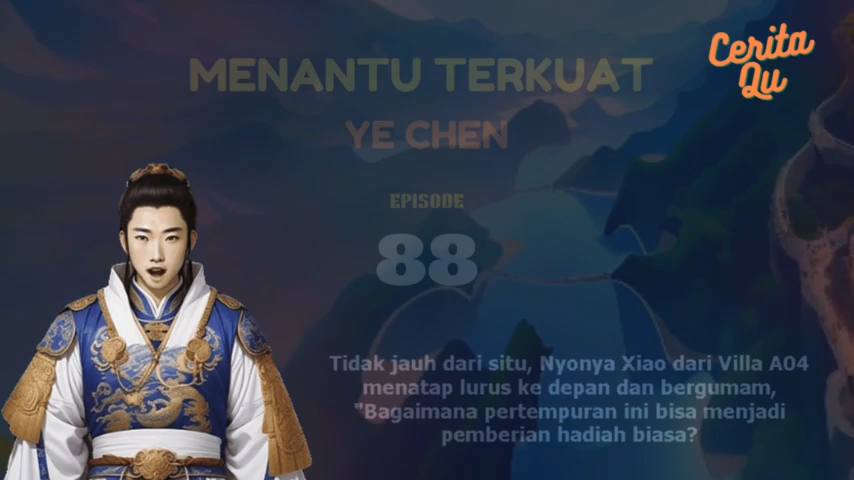 Cerita
Qu
MENANTU TERKUAT
YE CHEN
EPISODE
88
Tidak jauh dari situ, Nyonya Xiao dari Villa A04
menatap lurus ke depan dan bergumam,
"Bagaimana pertempuran ini bisa menjadi
pemberian hadiah biasa?